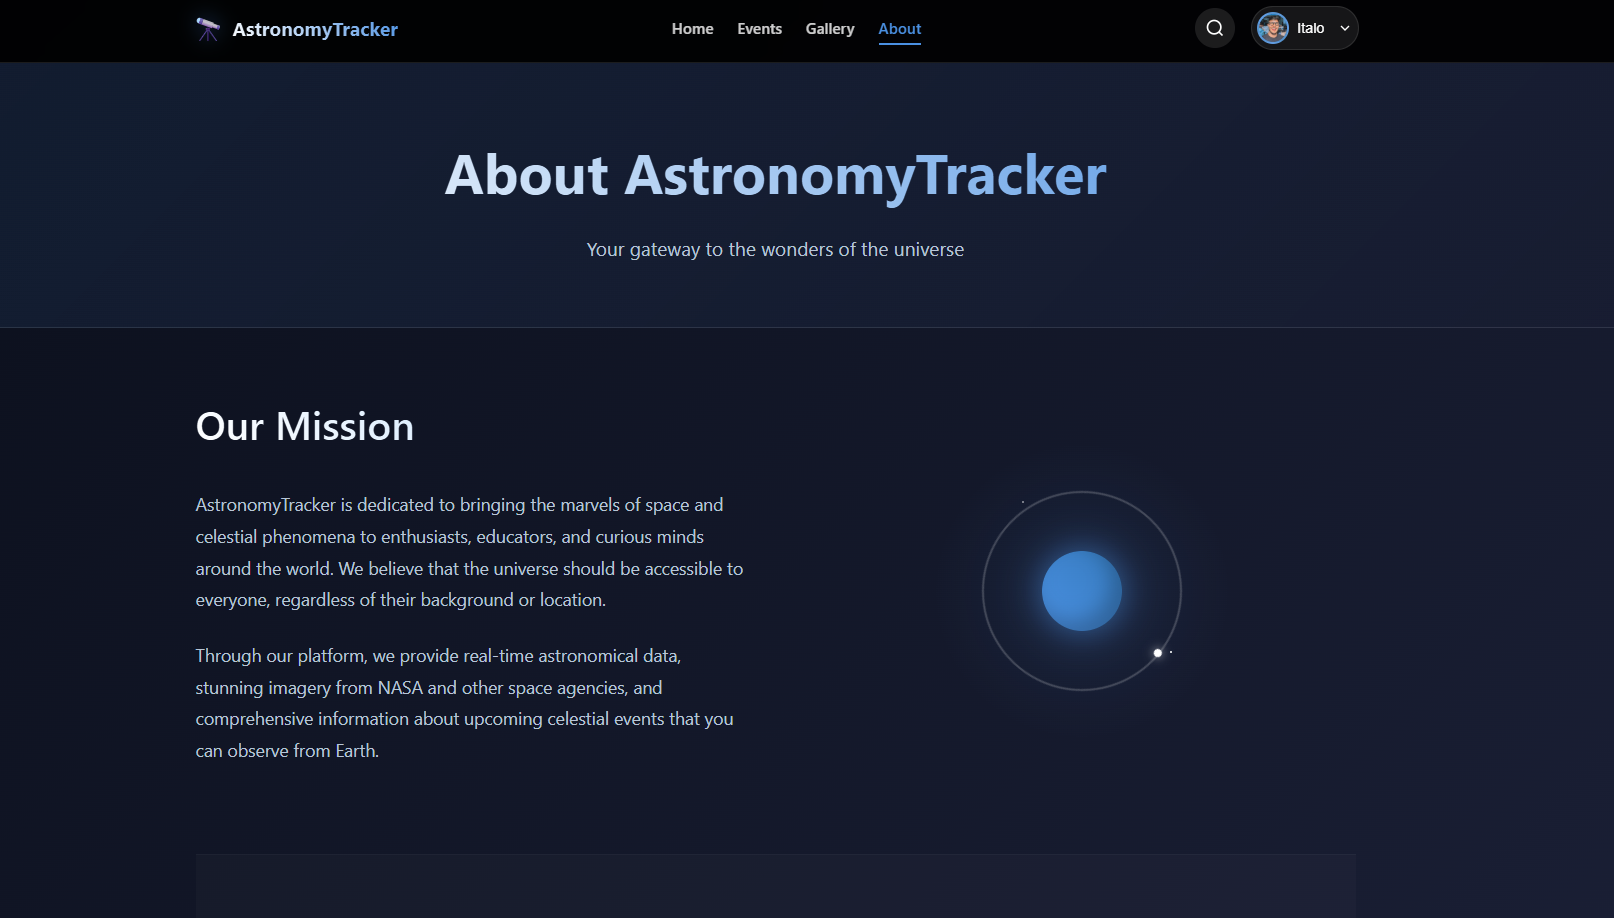 AstronomyTracker
Home
Events
Gallery
About
Italo
About AstronomyTracker
Your gateway to the wonders of the universe
Our Mission
AstronomyTracker is dedicated to bringing the marvels of space and
celestial phenomena to enthusiasts, educators, and curious minds
around the world. We believe that the universe should be accessible to
everyone, regardless of their background or location.
Through our platform, we provide real-time astronomical data,
stunning imagery from NASA and other space agencies, and
comprehensive information about upcoming celestial events that you
can observe from Earth.